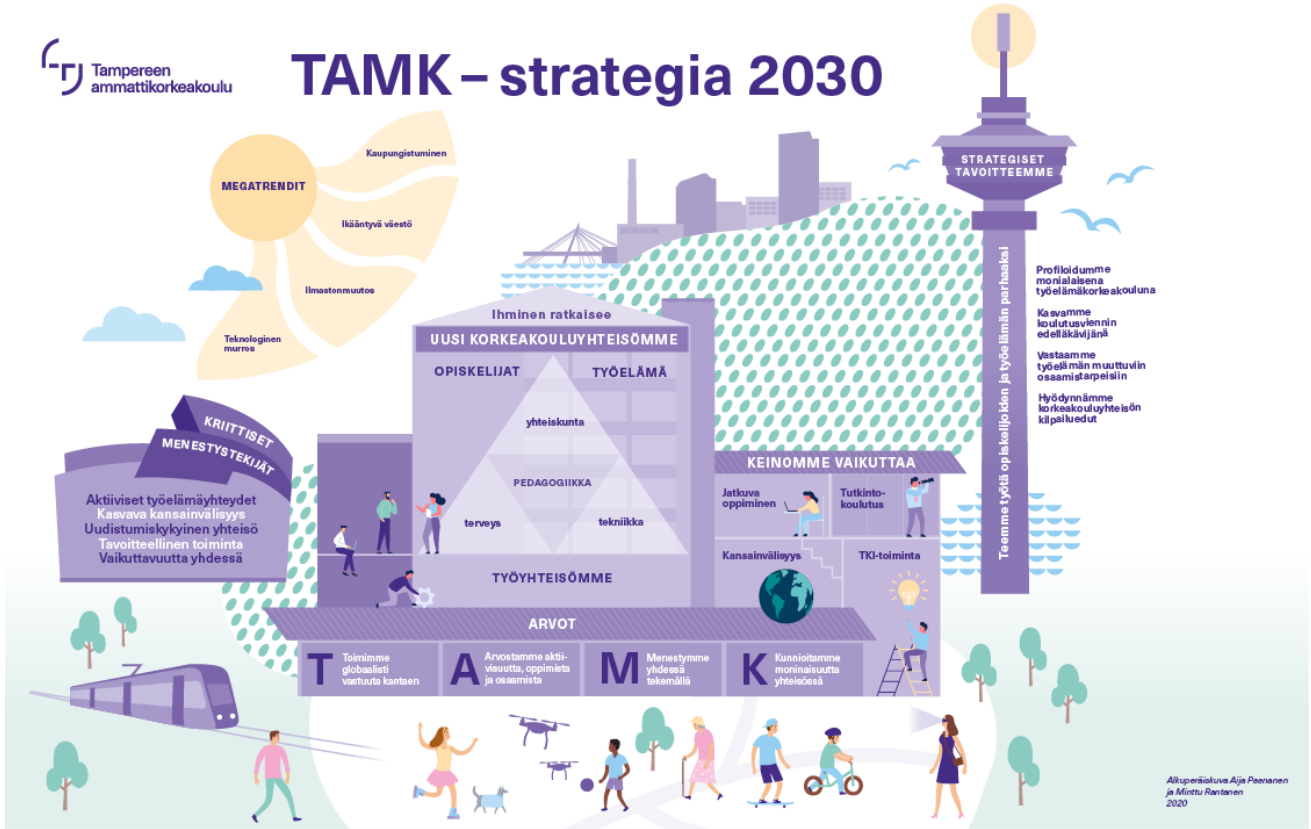 Tampereen
ammattikorkeakoulu
TAMK – strategia 2030
MEGATRENDIT
Kaupungistuminen
Ikääntyvä väestö
Ilmastonmuutos
Teknologinen
murros
STRATEGISET
TAVOITTEEMME
Teemme työtä opiskelijoiden ja työelämän parhaaksi
Profiloidumme
monialaisena
työelämäkorkeakouluna
Kasvamme
koulutusviennin
edelläkävijänä
Vastaamme
työelämän muuttuviin
osaamistarpeisiin
Hyödynnämme
korkeakouluyhteisön
kilpailuedut
Ihminen ratkaisee
UUSI KORKEAKOULUYHTEISÖMME
OPISKELIJAT
TYÖELÄMÄ
yhteiskunta
PEDAGOGIIKKA
terveys
tekniikka
TYÖYHTEISÖMME
KRIITTISET
MENESTYSTEKIJÄT
Aktiiviset työelämäyhteydet
Kasvava kansainvälisyys
Uudistumiskykyinen yhteisö
Tavoitteellinen toiminta
Vaikuttavuutta yhdessä
KEINOMME VAIKUTTAA
Jatkuva
oppiminen
Tutkinto-
koulutus
Kansainvälisyys
TKI-toiminta
ARVOT
T
Toimimme
globaalisti
vastuuta kantaen
A
Arvostamme aktii-
visuutta, oppimista
ja osaamista
M
Menestymme
yhdessä
tekemällä
K
Kunnioitamme
moninaisuutta
yhteisössä
Alkuperäiskuva Aija Paananen
ja Minttu Rantanen
2020